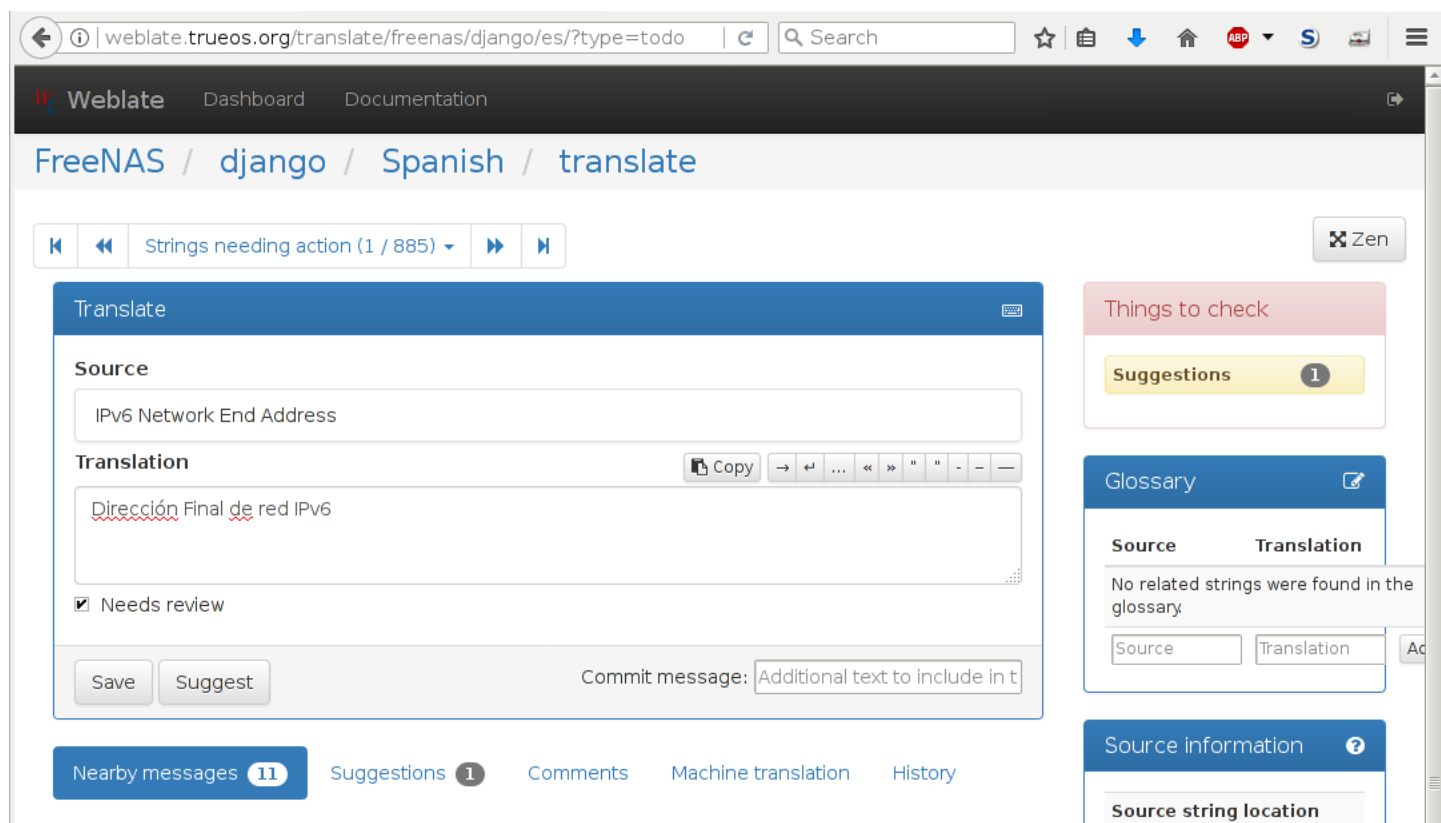 weblate.trueos.org/translate/freenas/django/es/?type=todo Search ABP S
Weblate Dashboard Documentation
FreeNAS / django / Spanish / translate
Strings needing action (1 / 885) Zen
Translate
Source
IPv6 Network End Address
Translation Copy → ↵ … « » " " - – —
Dirección Final de red IPv6
Needs review
Save Suggest Commit message: Additional text to include in t
Nearby messages 11 Suggestions 1 Comments Machine translation History
Things to check
Suggestions 1
Glossary
Source Translation
No related strings were found in the
glossary.
Source Translation Ad
Source information ?
Source string location